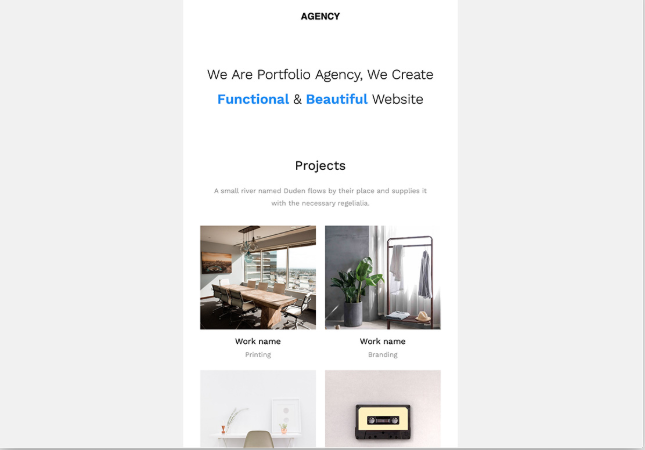 AGENCY
We Are Portfolio Agency, We Create
Functional & Beautiful Website
Projects
A small river named Duden flows by their place and supplies it
with the necessary regelialia.
Work name
Work name
Printing
Branding